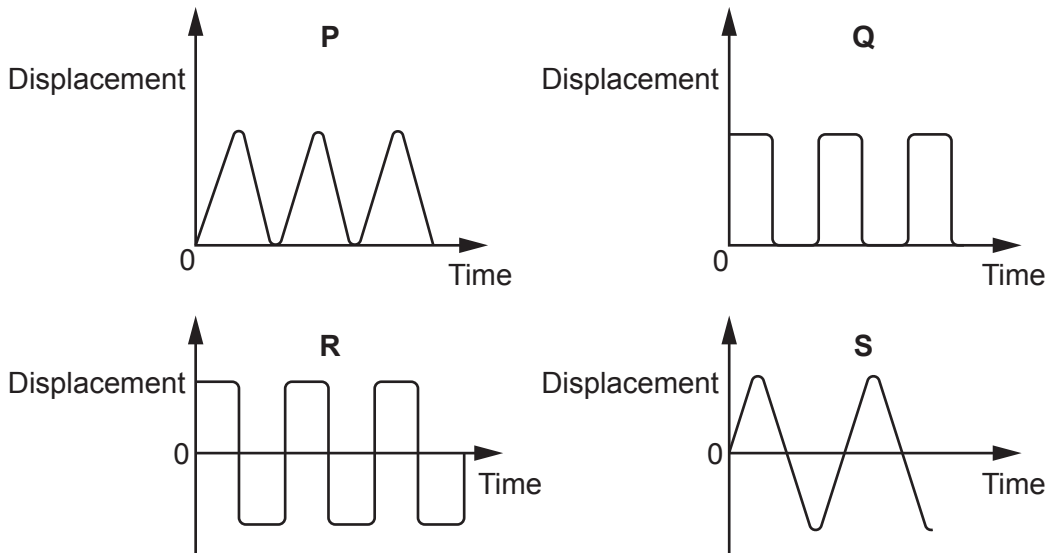 P
Displacement
0
Time
Q
Displacement
0
Time
R
Displacement
0
Time
S
Displacement
0
Time